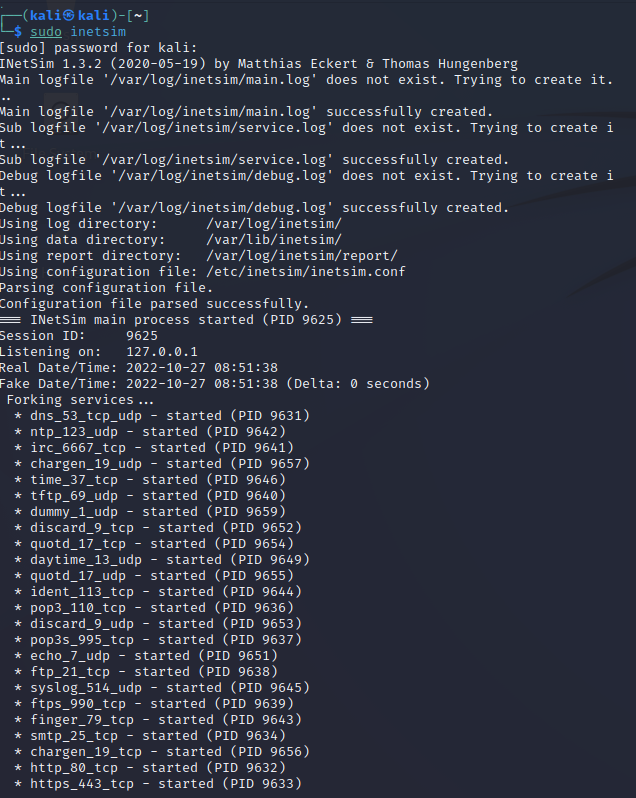 ┌──(kali㉿kali)-[~]
└─$ sudo inetsim
[sudo] password for kali:
INetSim 1.3.2 (2020-05-19) by Matthias Eckert & Thomas Hungenberg
Main logfile '/var/log/inetsim/main.log' does not exist. Trying to create it.
..
Main logfile '/var/log/inetsim/main.log' successfully created.
Sub logfile '/var/log/inetsim/service.log' does not exist. Trying to create i
t...
Sub logfile '/var/log/inetsim/service.log' successfully created.
Debug logfile '/var/log/inetsim/debug.log' does not exist. Trying to create i
t...
Debug logfile '/var/log/inetsim/debug.log' successfully created.
Using log directory:      /var/log/inetsim/
Using data directory:     /var/lib/inetsim/
Using report directory:   /var/log/inetsim/report/
Using configuration file: /etc/inetsim/inetsim.conf
Parsing configuration file.
Configuration file parsed successfully.
=== INetSim main process started (PID 9625) ===
Session ID:     9625
Listening on:   127.0.0.1
Real Date/Time: 2022-10-27 08:51:38
Fake Date/Time: 2022-10-27 08:51:38 (Delta: 0 seconds)
 Forking services...
  * dns_53_tcp_udp - started (PID 9631)
  * ntp_123_udp - started (PID 9642)
  * irc_6667_tcp - started (PID 9641)
  * chargen_19_udp - started (PID 9657)
  * time_37_tcp - started (PID 9646)
  * tftp_69_udp - started (PID 9640)
  * dummy_1_udp - started (PID 9659)
  * discard_9_tcp - started (PID 9652)
  * quotd_17_tcp - started (PID 9654)
  * daytime_13_udp - started (PID 9649)
  * quotd_17_udp - started (PID 9655)
  * ident_113_tcp - started (PID 9644)
  * pop3_110_tcp - started (PID 9636)
  * discard_9_udp - started (PID 9653)
  * pop3s_995_tcp - started (PID 9637)
  * echo_7_udp - started (PID 9651)
  * ftp_21_tcp - started (PID 9638)
  * syslog_514_udp - started (PID 9645)
  * ftps_990_tcp - started (PID 9639)
  * finger_79_tcp - started (PID 9643)
  * smtp_25_tcp - started (PID 9634)
  * chargen_19_tcp - started (PID 9656)
  * http_80_tcp - started (PID 9632)
  * https_443_tcp - started (PID 9633)